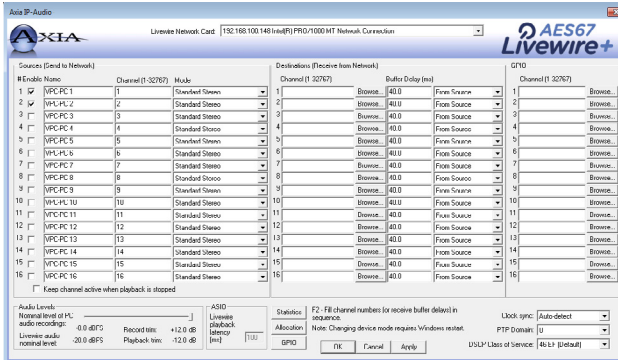 Axia IP-Audio
AXIA
Livewire Network Card: 192.168.100.148 Intel(R) PRO/1000 MT Network Connection
AES67
Livewire+
Sources (Send to Network)
# Enable Name Channel (1-32767) Mode
1 VPC-PC 1 1 Standard Stereo
2 VPC-PC 2 2 Standard Stereo
3 VPC-PC 3 3 Standard Stereo
4 VPC-PC 4 4 Standard Stereo
5 VPC-PC 5 5 Standard Stereo
6 VPC-PC 6 6 Standard Stereo
7 VPC-PC 7 7 Standard Stereo
8 VPC-PC 8 8 Standard Stereo
9 VPC-PC 9 9 Standard Stereo
10 VPC-PC 10 10 Standard Stereo
11 VPC-PC 11 11 Standard Stereo
12 VPC-PC 12 12 Standard Stereo
13 VPC-PC 13 13 Standard Stereo
14 VPC-PC 14 14 Standard Stereo
15 VPC-PC 15 15 Standard Stereo
16 VPC-PC 16 16 Standard Stereo
Keep channel active when playback is stopped
Destinations (Receive from Network)
Channel (1 32767) Buffer Delay (ms)
1 Browse... 40.0 From Source
2 Browse... 40.0 From Source
3 Browse... 40.0 From Source
4 Browse... 40.0 From Source
5 Browse... 40.0 From Source
6 Browse... 40.0 From Source
7 Browse... 40.0 From Source
8 Browse... 40.0 From Source
9 Browse... 40.0 From Source
10 Browse... 40.0 From Source
11 Browse... 40.0 From Source
12 Browse... 40.0 From Source
13 Browse... 40.0 From Source
14 Browse... 40.0 From Source
15 Browse... 40.0 From Source
16 Browse... 40.0 From Source
GPIO
Channel (1 32767)
1 Browse...
2 Browse...
3 Browse...
4 Browse...
5 Browse...
6 Browse...
7 Browse...
8 Browse...
9 Browse...
10 Browse...
11 Browse...
12 Browse...
13 Browse...
14 Browse...
15 Browse...
16 Browse...
Audio Levels
Nominal level of PC audio recordings: -0.0 dBFS Record trim: +12.0 dB
Livewire audio nominal level: -20.0 dBFS Playback trim: -12.0 dB
ASIO
Livewire playback latency (ms) 100
Statistics
Allocation
GPIO
F2 - Fill channel numbers (or receive buffer delays) in sequence.
Note: Changing device mode requires Windows restart.
OK Cancel Apply
Clock sync: Auto-detect
PTP Domain: 0
DSCP Class of Service: 46 EF (Default)